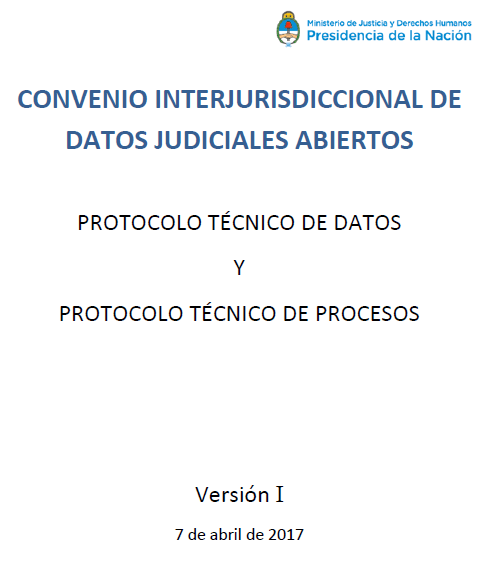 Ministerio de Justicia y Derechos Humanos
Presidencia de la Nación
CONVENIO INTERJURISDICCIONAL DE
DATOS JUDICIALES ABIERTOS
PROTOCOLO TÉCNICO DE DATOS
Y
PROTOCOLO TÉCNICO DE PROCESOS
Versión I
7 de abril de 2017